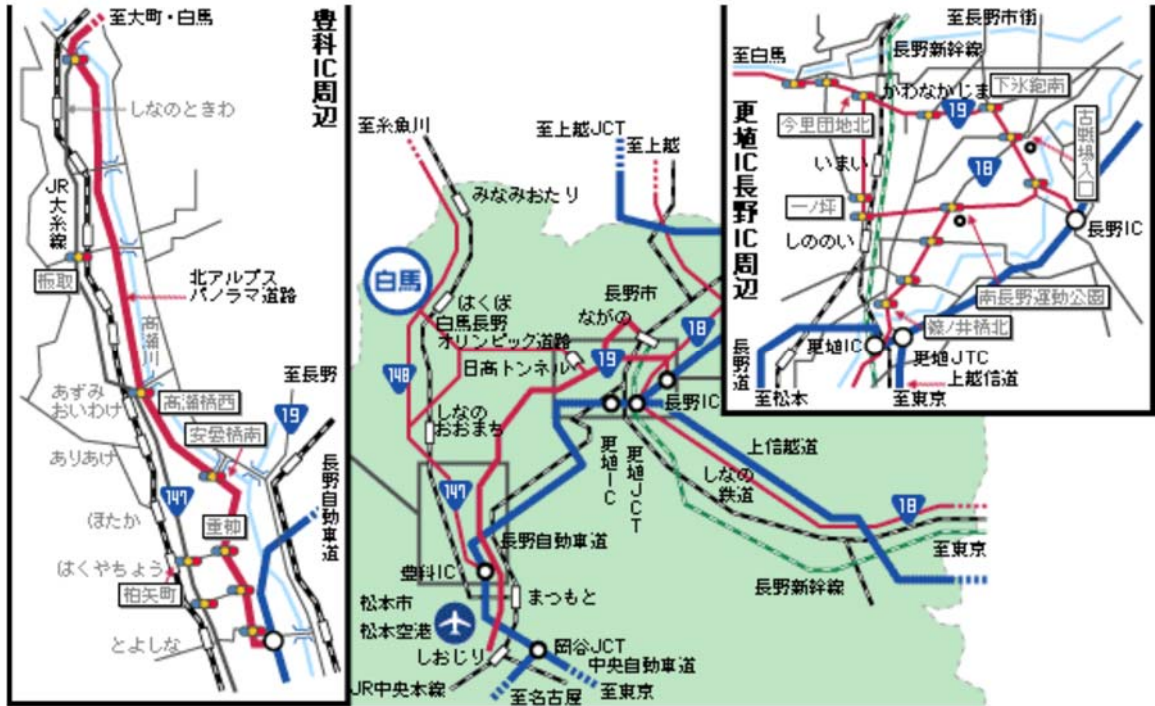 至大町・白馬
豊科IC周辺
しなのときわ
JR大糸線
板取
北アルプス
パノラマ道路
高瀬川
至長野
あずみ
おいわけ
高瀬橋西
安曇橋南
19
ありあけ
147
長野自動車道
ほたか
重柳
はくやちょう
柏矢町
とよしな
至糸魚川
至上越JCT
至上越
みなみおたり
白馬
はくば
長野市
白馬長野
ながの
オリンピック道路
18
日高トンネル
19
148
しなの
おおまち
長野IC
更埴IC
更埴JCT
上信越道
しなの
鉄道
147
18
長野自動車道
至東京
豊科IC
長野新幹線
まつもと
松本市
松本空港
しおじり
岡谷JCT
中央自動車道
JR中央本線
至名古屋
至東京
至長野市街
長野新幹線
至白馬
更埴IC長野IC周辺
下氷鉋南
かわなかじま
19
今里団地北
古戦場入口
いまい
18
一ノ坪
しののい
長野IC
南長野運動公園
篠ノ井橋北
長野道
更埴IC
更埴JTC
上越信道
至松本
至東京